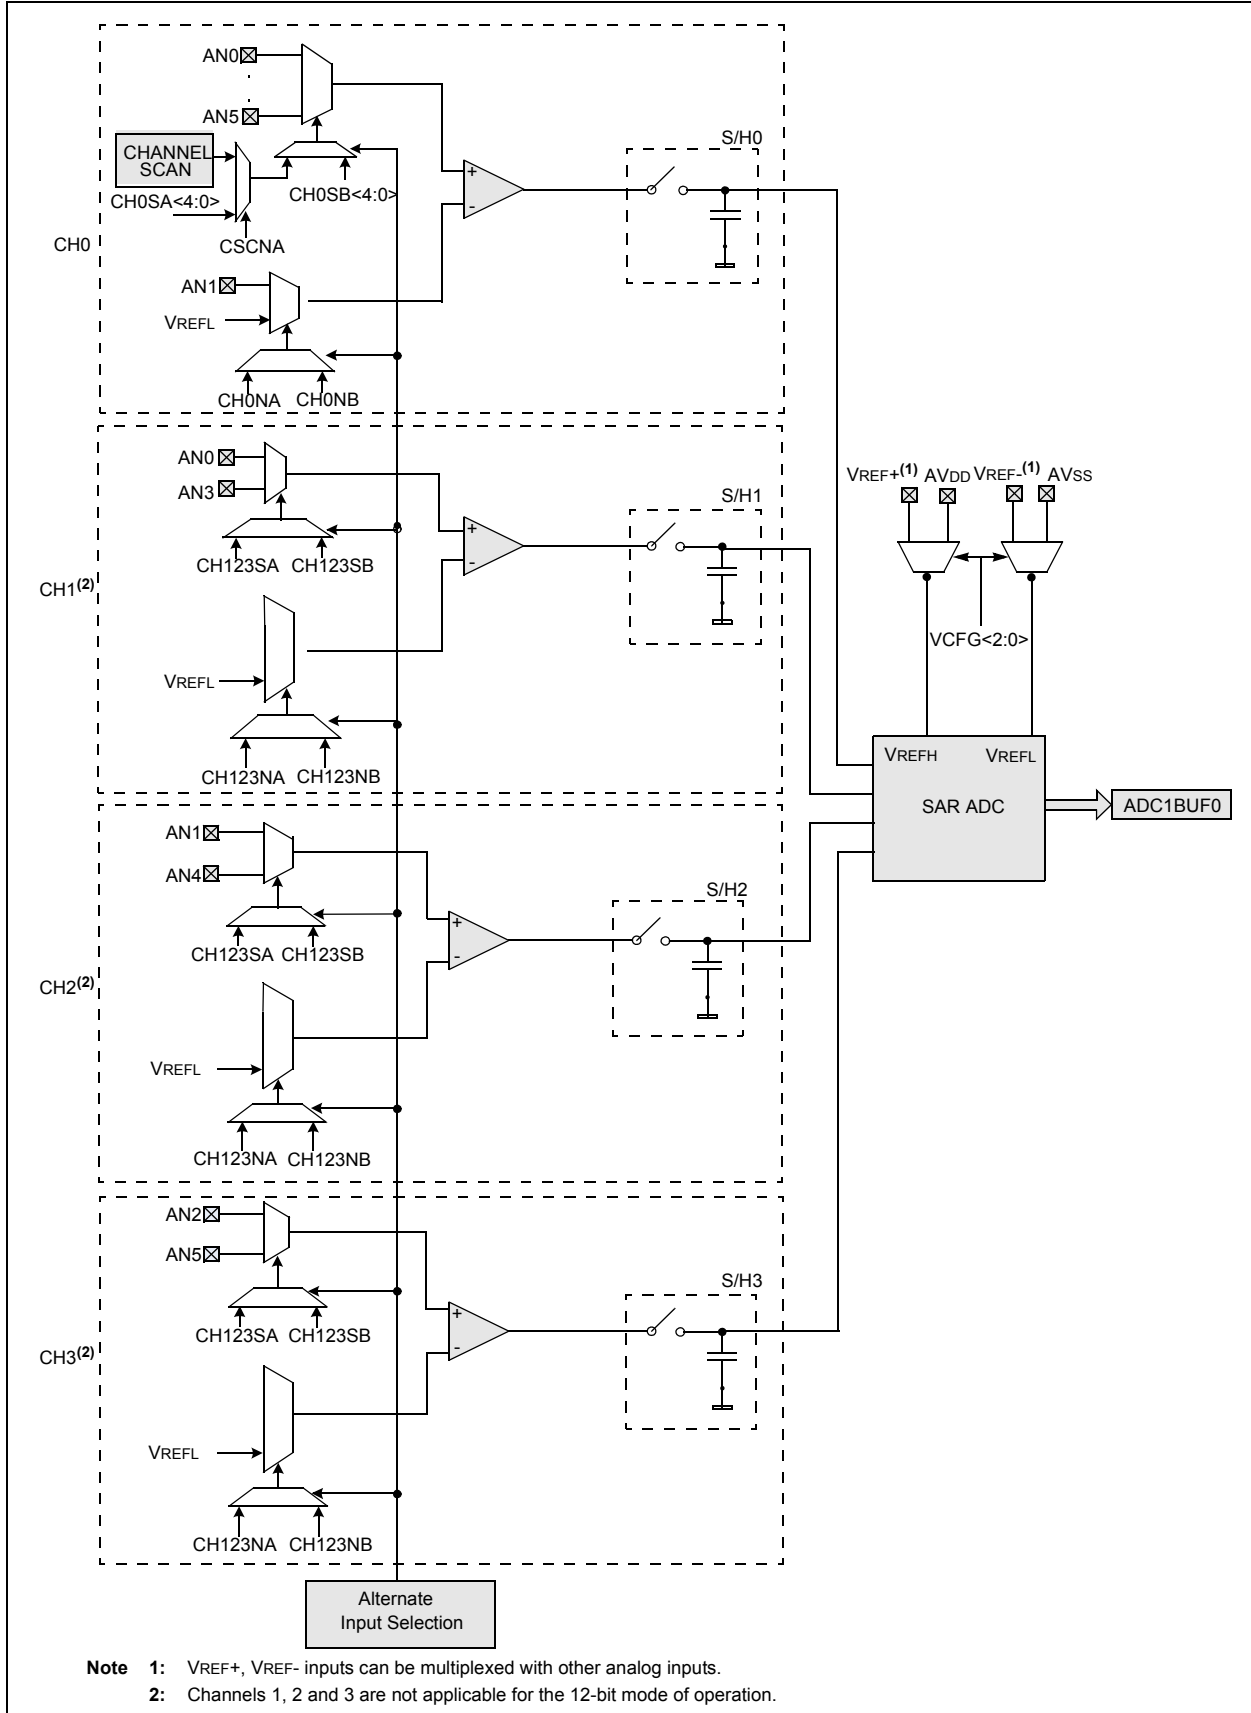 AN0
.
.
AN5
CHANNEL
SCAN
CH0SA<4:0>
CH0SB<4:0>
CSCNA
CH0
AN1
VREFL
CH0NA CH0NB
+
-
S/H0
AN0
AN3
CH123SA CH123SB
CH1(2)
VREFL
CH123NA CH123NB
+
-
S/H1
AN1
AN4
CH123SA CH123SB
CH2(2)
VREFL
CH123NA CH123NB
+
-
S/H2
AN2
AN5
CH123SA CH123SB
CH3(2)
VREFL
CH123NA CH123NB
+
-
S/H3
VREF+(1) AVDD VREF-(1) AVSS
VCFG<2:0>
VREFH VREFL
SAR ADC
ADC1BUF0
Alternate
Input Selection
Note 1: VREF+, VREF- inputs can be multiplexed with other analog inputs.
2: Channels 1, 2 and 3 are not applicable for the 12-bit mode of operation.